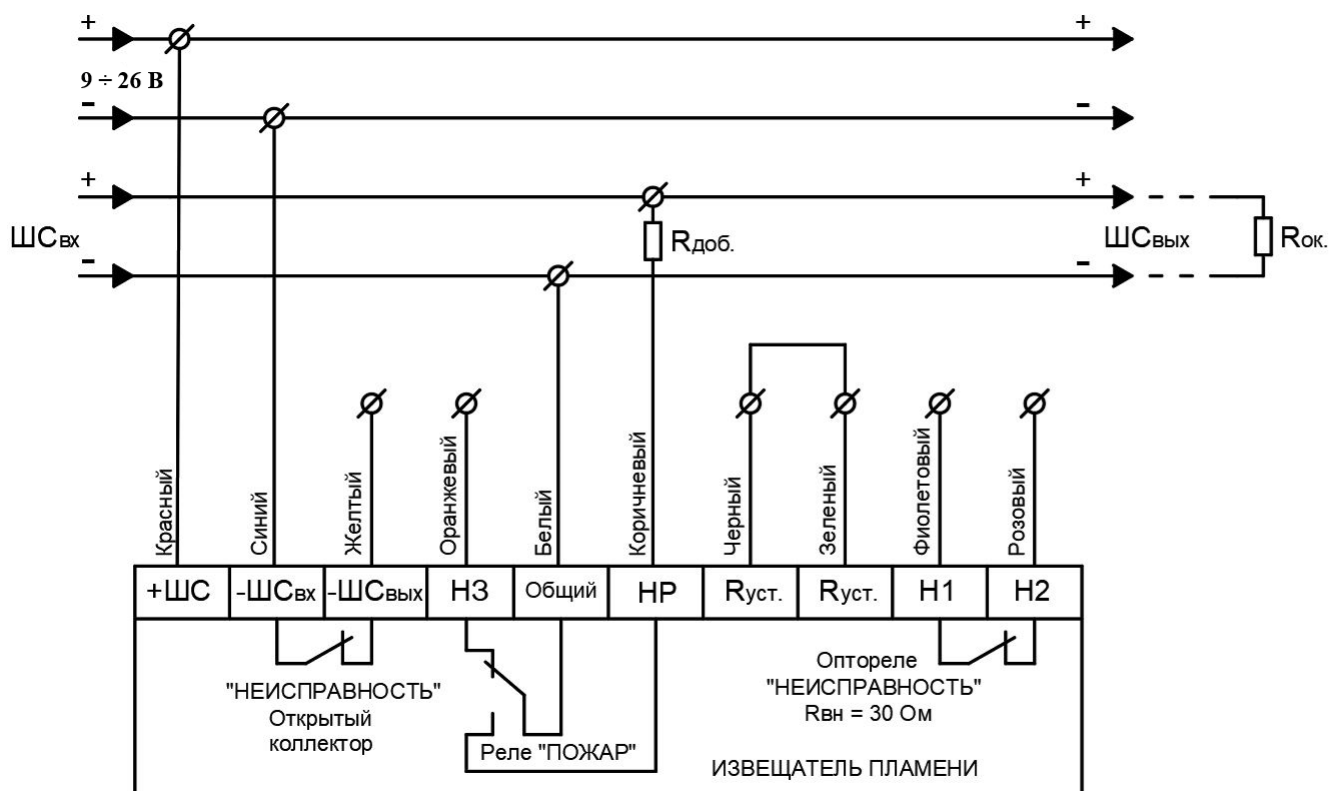 + +
9 ÷ 26 В
- -
+ +
ШСвх Rдоб. ШСвых Rок.
- -
Красный Синий Желтый Оранжевый Белый Коричневый Черный Зеленый Фиолетовый Розовый
+ШС -ШСвх -ШСвых НЗ Общий НР Rуст. Rуст. Н1 Н2
"НЕИСПРАВНОСТЬ"
Открытый
коллектор
Реле "ПОЖАР"
Оптореле
"НЕИСПРАВНОСТЬ"
Rвн = 30 Ом
ИЗВЕЩАТЕЛЬ ПЛАМЕНИ